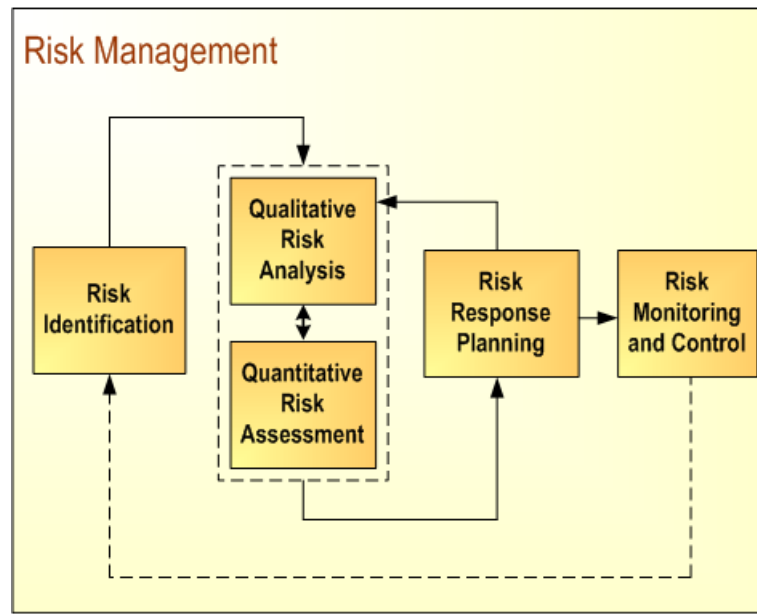 Risk Management
Risk
Identification
Qualitative
Risk
Analysis
Quantitative
Risk
Assessment
Risk
Response
Planning
Risk
Monitoring
and Control